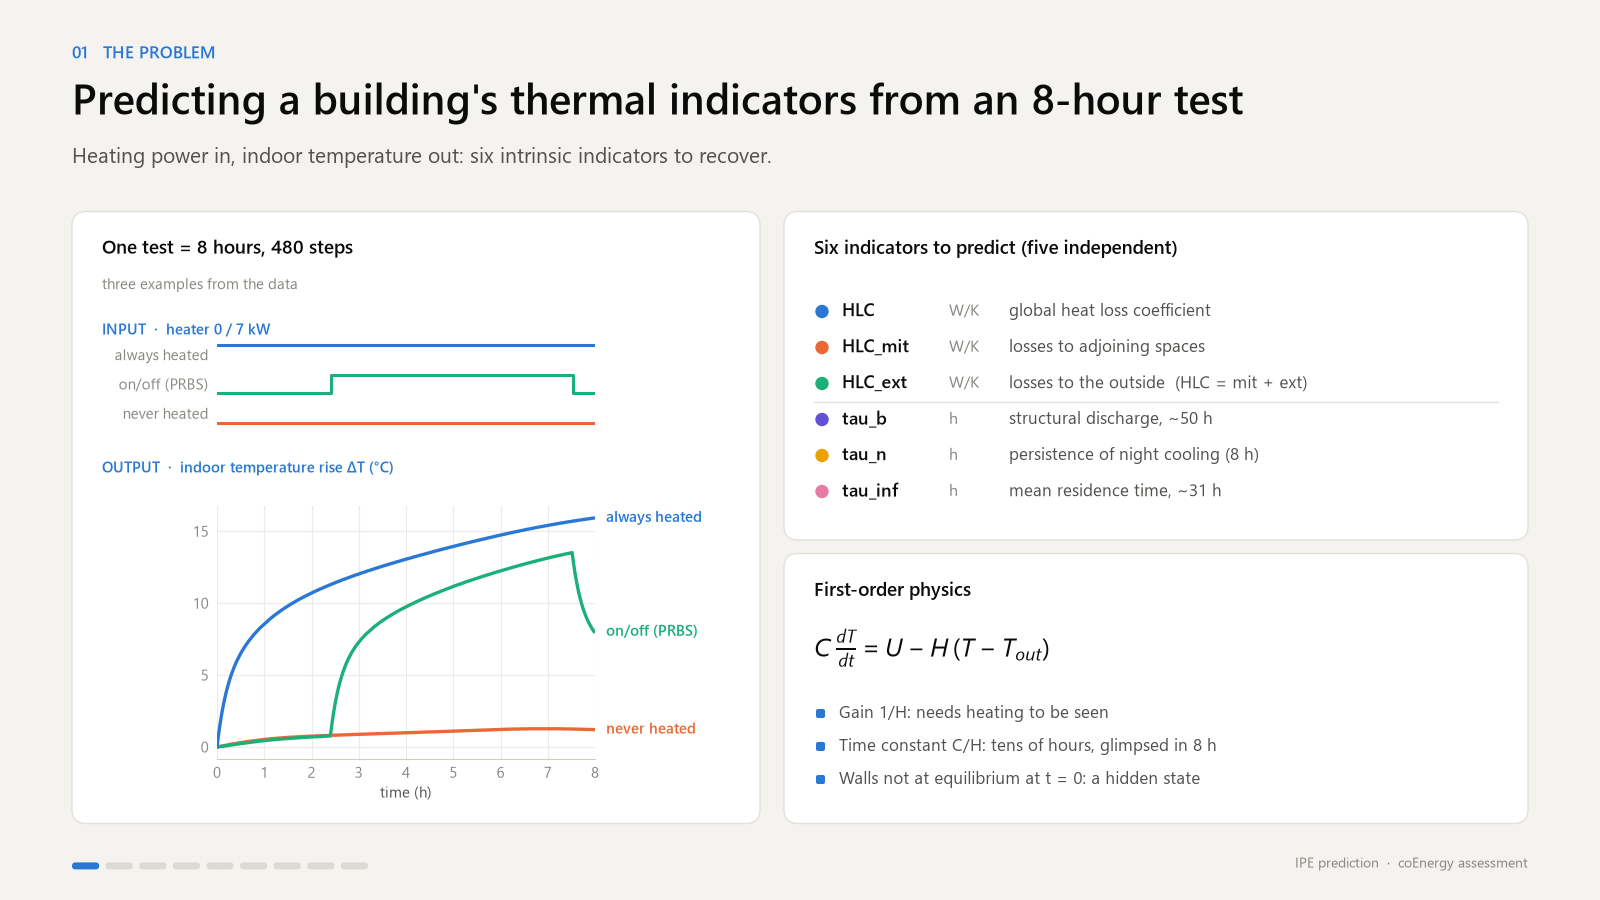 01 THE PROBLEM
Predicting a building's thermal indicators from an 8-hour test
Heating power in, indoor temperature out: six intrinsic indicators to recover.
One test = 8 hours, 480 steps
three examples from the data
INPUT · heater 0 / 7 kW
always heated
on/off (PRBS)
never heated
OUTPUT · indoor temperature rise ΔT (°C)
15
10
5
0
always heated
on/off (PRBS)
never heated
0 1 2 3 4 5 6 7 8
time (h)
Six indicators to predict (five independent)
HLC W/K global heat loss coefficient
HLC_mit W/K losses to adjoining spaces
HLC_ext W/K losses to the outside (HLC = mit + ext)
tau_b h structural discharge, ~50 h
tau_n h persistence of night cooling (8 h)
tau_inf h mean residence time, ~31 h
First-order physics
C dT/dt = U − H (T − T_out)
Gain 1/H: needs heating to be seen
Time constant C/H: tens of hours, glimpsed in 8 h
Walls not at equilibrium at t = 0: a hidden state
IPE prediction · coEnergy assessment